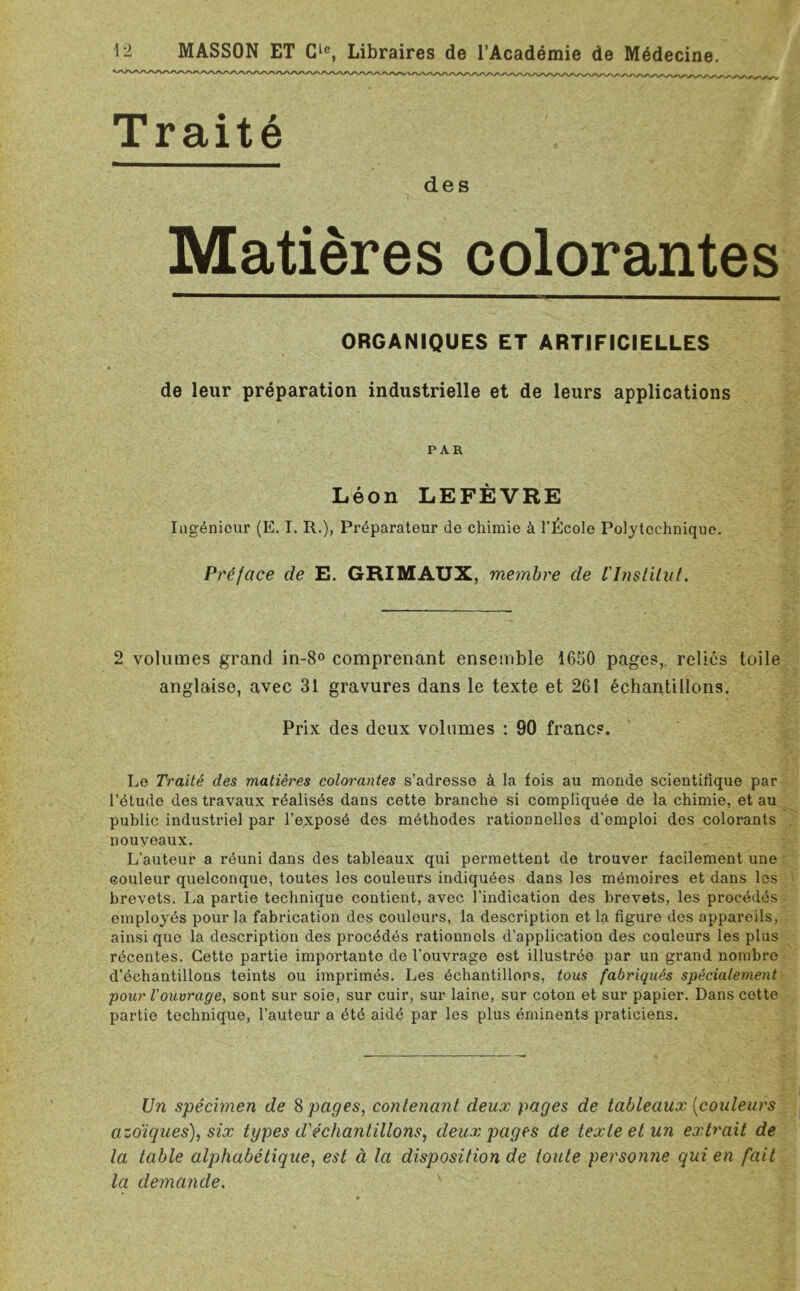 12 MASSON ET Cie, Libraires de l'Académie de Médecine.
Traité
des
Matières colorantes
ORGANIQUES ET ARTIFICIELLES
de leur préparation industrielle et de leurs applications
PAR
Léon LEFÈVRE
Ingénieur (E. I. R.), Préparateur de chimie à l'École Polytechnique.
Préface de E. GRIMAUX, membre de l'Institut.
2 volumes grand in-8° comprenant ensemble 1650 pages, reliés toile
anglaise, avec 31 gravures dans le texte et 261 échantillons.
Prix des deux volumes : 90 francs.
Le Traité des matières colorantes s'adresse à la fois au monde scientifique par
l'étude des travaux réalisés dans cette branche si compliquée de la chimie, et au
public industriel par l'exposé des méthodes rationnelles d'emploi des colorants
nouveaux.
L'auteur a réuni dans des tableaux qui permettent de trouver facilement une
couleur quelconque, toutes les couleurs indiquées dans les mémoires et dans les
brevets. La partie technique contient, avec l'indication des brevets, les procédés
employés pour la fabrication des couleurs, la description et la figure des appareils,
ainsi que la description des procédés rationnels d'application des couleurs les plus
récentes. Cette partie importante de l'ouvrage est illustrée par un grand nombre
d'échantillons teints ou imprimés. Les échantillons, tous fabriqués spécialement
pour l'ouvrage, sont sur soie, sur cuir, sur laine, sur coton et sur papier. Dans cette
partie technique, l'auteur a été aidé par les plus éminents praticiens.
Un spécimen de 8 pages, contenant deux pages de tableaux (couleurs
azoïques), six types d'échantillons, deux pages de texte et un extrait de
la table alphabétique, est à la disposition de toute personne qui en fait
la demande.